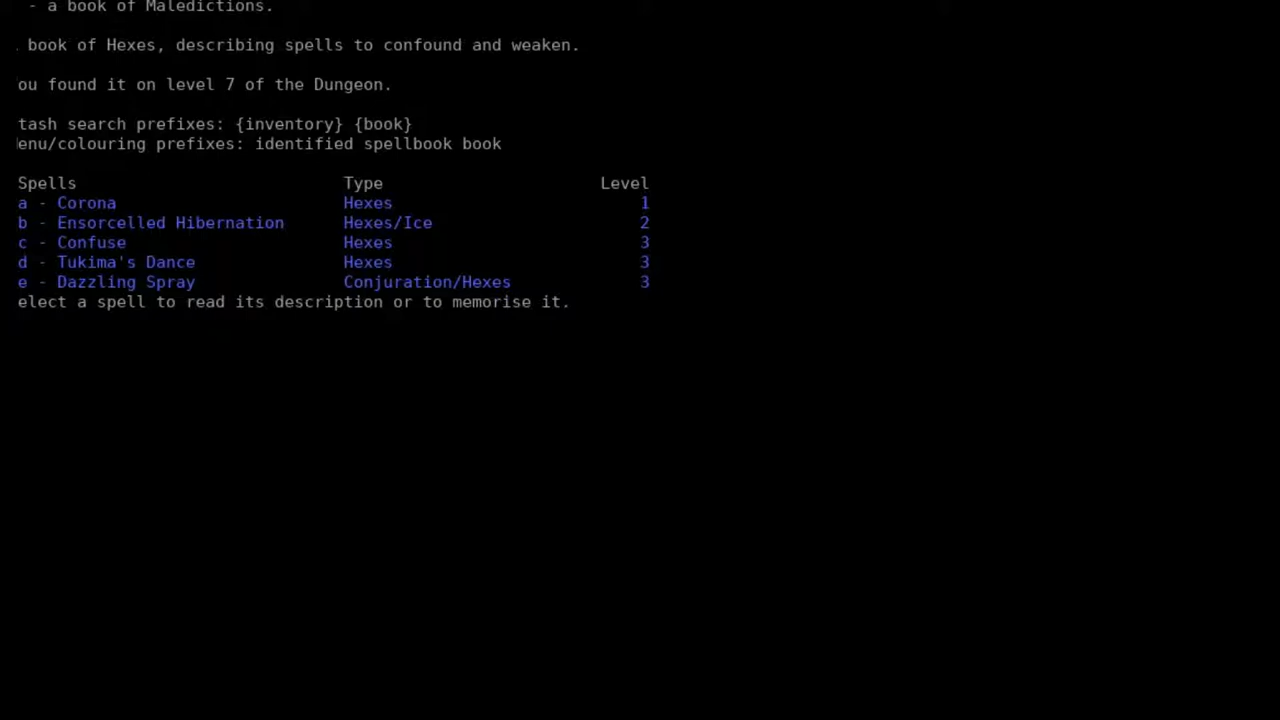 - a book of Maledictions.
book of Hexes, describing spells to confound and weaken.
ou found it on level 7 of the Dungeon.
tash search prefixes: {inventory} {book}
enu/colouring prefixes: identified spellbook book
Spells Type Level
a - Corona Hexes 1
b - Ensorcelled Hibernation Hexes/Ice 2
c - Confuse Hexes 3
d - Tukima's Dance Hexes 3
e - Dazzling Spray Conjuration/Hexes 3
elect a spell to read its description or to memorise it.